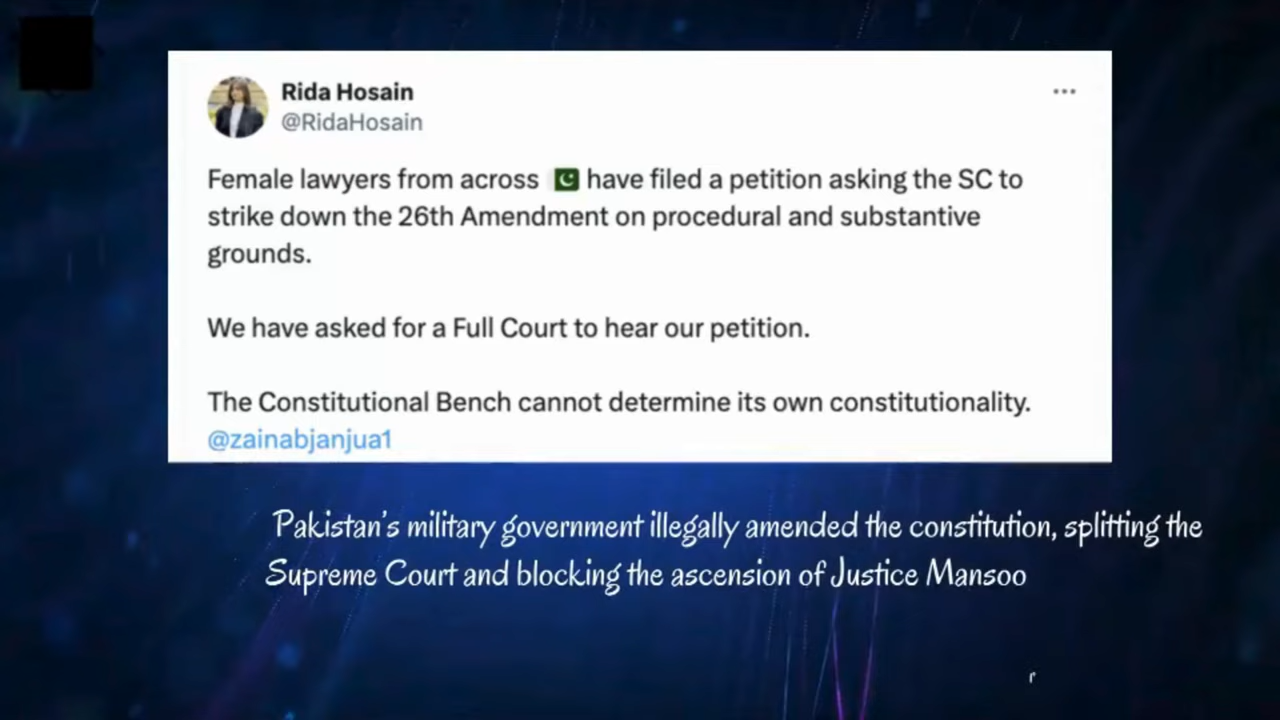 Rida Hosain
@RidaHosain
Female lawyers from across 🇵🇰 have filed a petition asking the SC to
strike down the 26th Amendment on procedural and substantive
grounds.
We have asked for a Full Court to hear our petition.
The Constitutional Bench cannot determine its own constitutionality.
@zainabjanjua1
Pakistan's military government illegally amended the constitution, splitting the
Supreme Court and blocking the ascension of Justice Mansoo
r